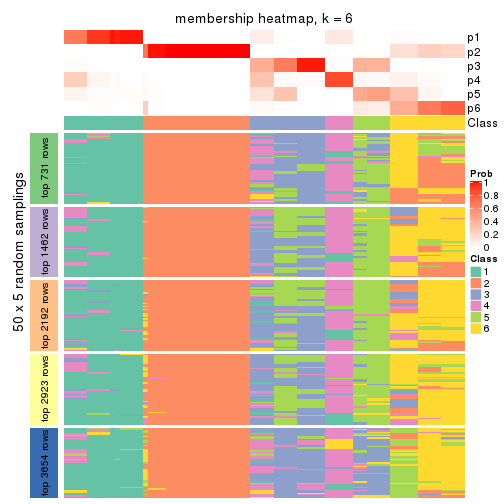 membership heatmap, k = 6
p1
p2
p3
p4
p5
p6
Class
50 x 5 random samplings
top 731 rows
top 1462 rows
top 2192 rows
top 2923 rows
top 3654 rows
Prob
1
0.8
0.6
0.4
0.2
0
Class
1
2
3
4
5
6